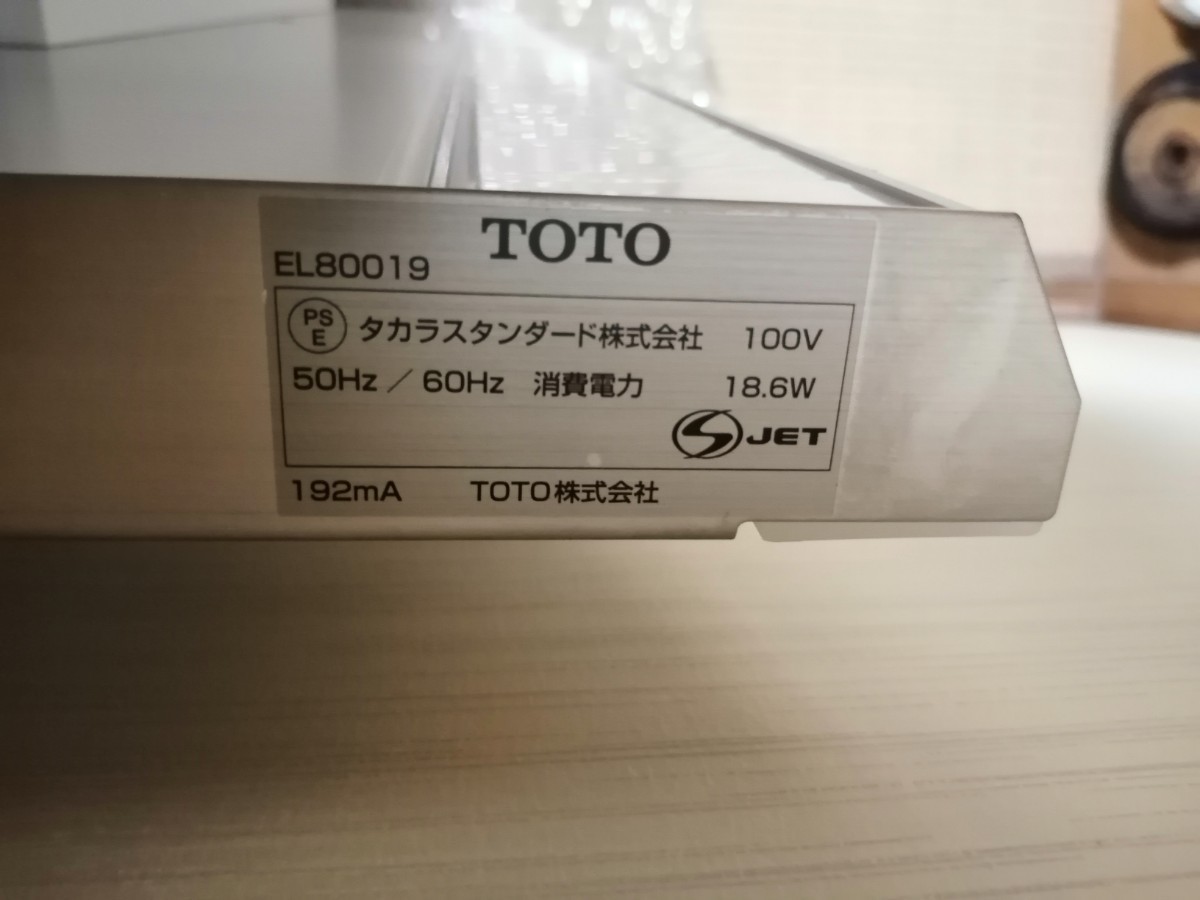 TOTO
EL80019
PS
E
タカラスタンダード株式会社 100V
50Hz / 60Hz 消費電力 18.6W
S JET
192mA TOTO株式会社